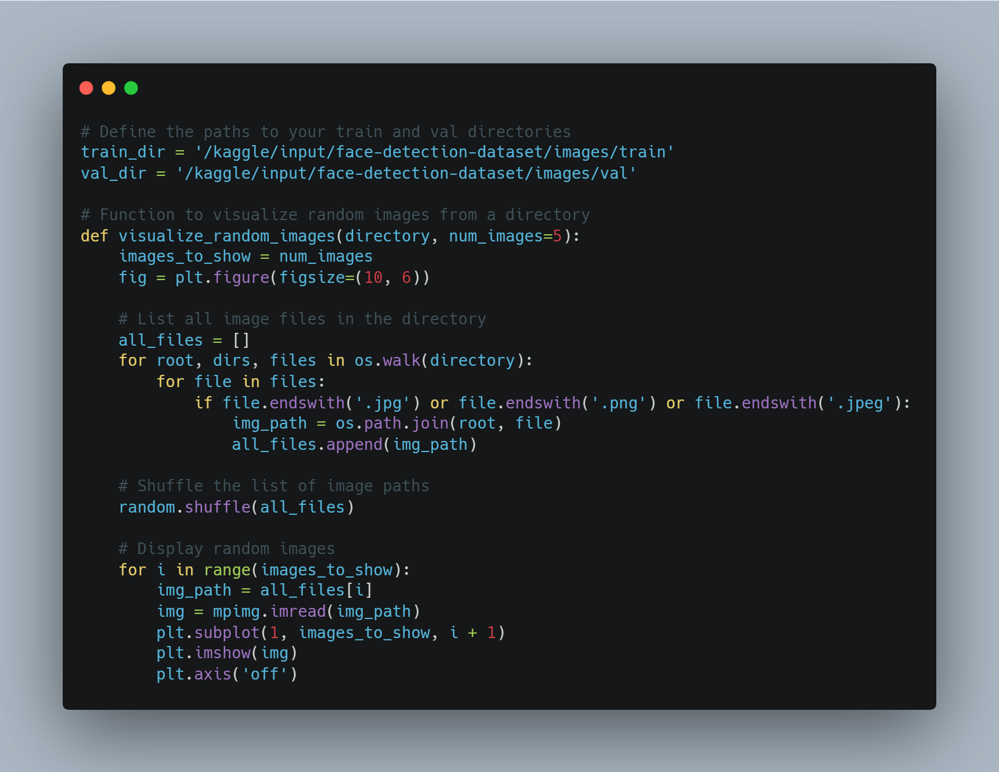 # Define the paths to your train and val directories
train_dir = '/kaggle/input/face-detection-dataset/images/train'
val_dir = '/kaggle/input/face-detection-dataset/images/val'

# Function to visualize random images from a directory
def visualize_random_images(directory, num_images=5):
    images_to_show = num_images
    fig = plt.figure(figsize=(10, 6))

    # List all image files in the directory
    all_files = []
    for root, dirs, files in os.walk(directory):
        for file in files:
            if file.endswith('.jpg') or file.endswith('.png') or file.endswith('.jpeg'):
                img_path = os.path.join(root, file)
                all_files.append(img_path)

    # Shuffle the list of image paths
    random.shuffle(all_files)

    # Display random images
    for i in range(images_to_show):
        img_path = all_files[i]
        img = mpimg.imread(img_path)
        plt.subplot(1, images_to_show, i + 1)
        plt.imshow(img)
        plt.axis('off')